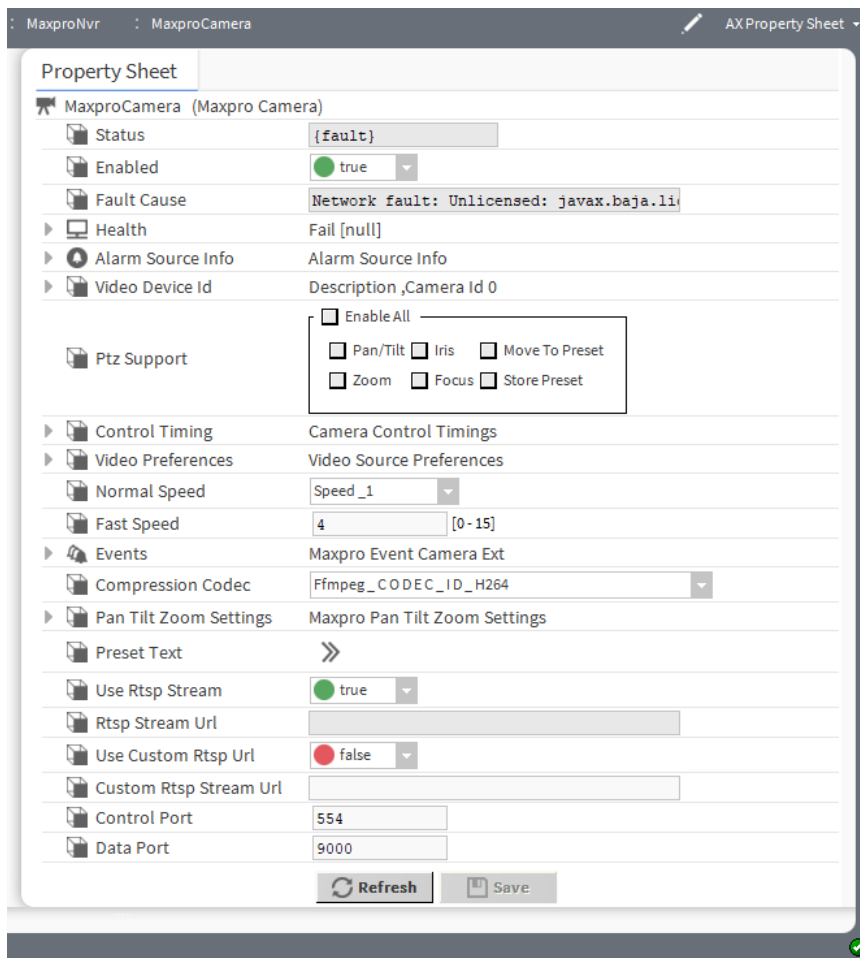 : MaxproNvr : MaxproCamera AX Property Sheet
Property Sheet
MaxproCamera (Maxpro Camera)
Status {fault}
Enabled true
Fault Cause Network fault: Unlicensed: javax.baja.li
Health Fail [null]
Alarm Source Info Alarm Source Info
Video Device Id Description ,Camera Id 0
Enable All
Ptz Support
Pan/Tilt Iris Move To Preset
Zoom Focus Store Preset
Control Timing Camera Control Timings
Video Preferences Video Source Preferences
Normal Speed Speed_1
Fast Speed 4 [0-15]
Events Maxpro Event Camera Ext
Compression Codec Ffmpeg_CODEC_ID_H264
Pan Tilt Zoom Settings Maxpro Pan Tilt Zoom Settings
Preset Text
Use Rtsp Stream true
Rtsp Stream Url
Use Custom Rtsp Url false
Custom Rtsp Stream Url
Control Port 554
Data Port 9000
Refresh Save